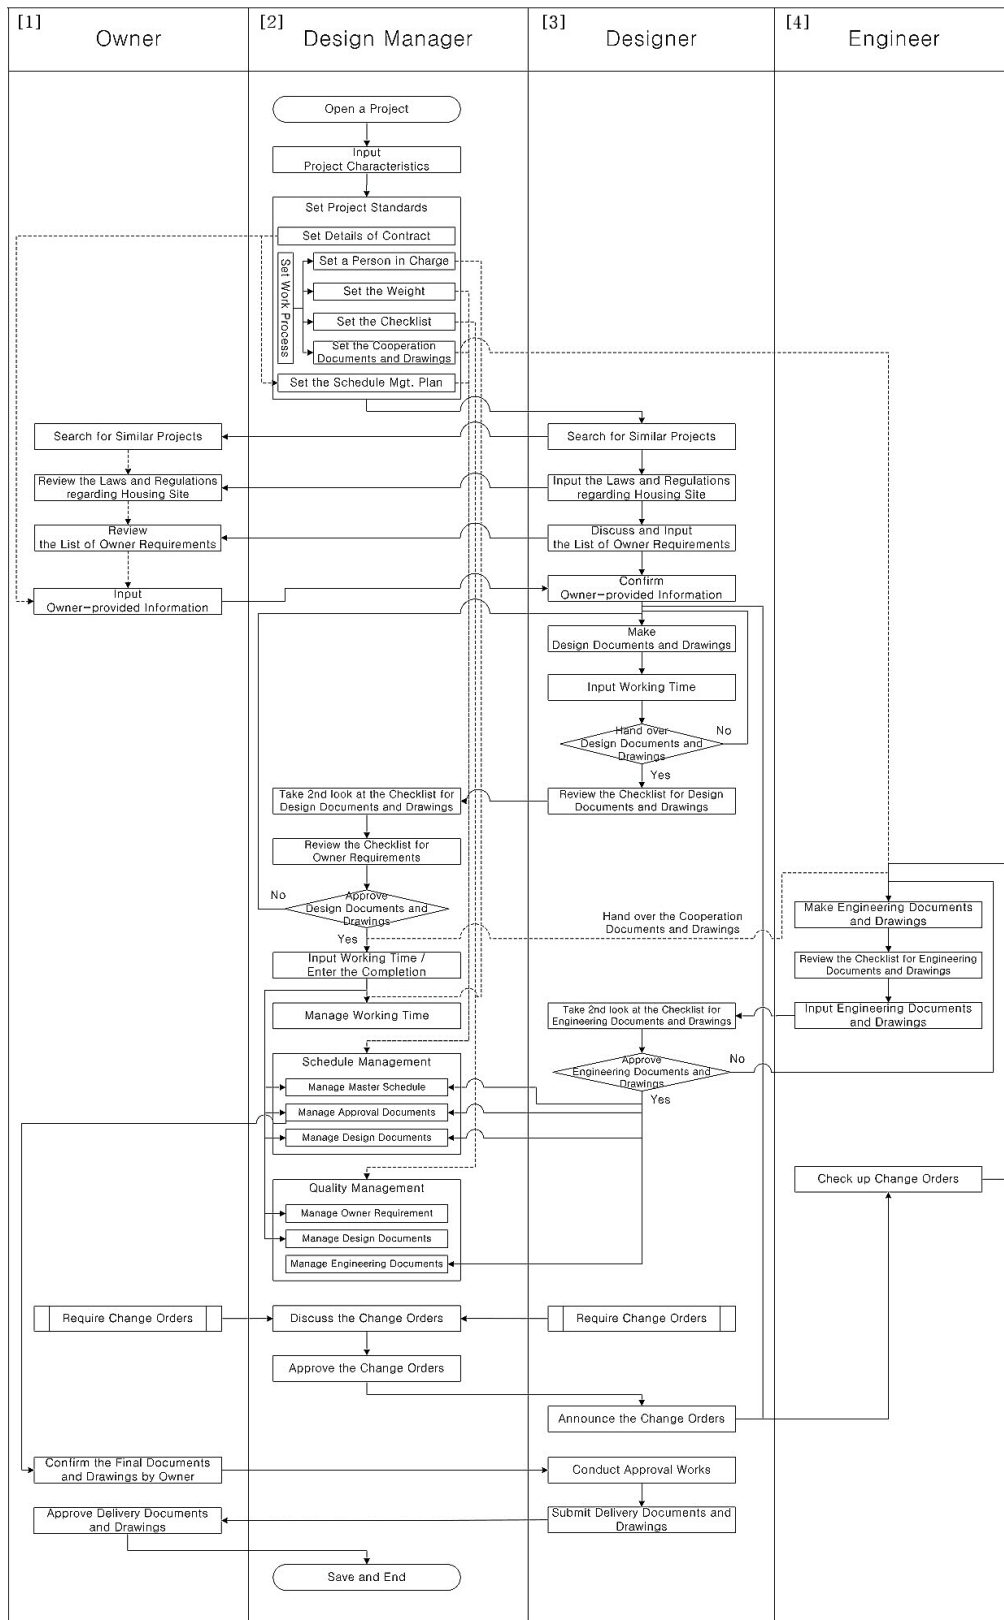 [1]
Owner
[2]
Design Manager
[3]
Designer
[4]
Engineer
Open a Project
Input
Project Characteristics
Set Project Standards
Set Details of Contract
Set Work Process
Set a Person in Charge
Set the Weight
Set the Checklist
Set the Cooperation
Documents and Drawings
Set the Schedule Mgt. Plan
Search for Similar Projects
Search for Similar Projects
Review the Laws and Regulations
regarding Housing Site
Input the Laws and Regulations
regarding Housing Site
Review
the List of Owner Requirements
Discuss and Input
the List of Owner Requirements
Input
Owner-provided Information
Confirm
Owner-provided Information
Make
Design Documents and Drawings
Input Working Time
Hand over
Design Documents and
Drawings
No
Yes
Take 2nd look at the Checklist for
Design Documents and Drawings
Review the Checklist for Design
Documents and Drawings
Review the Checklist for
Owner Requirements
No
Approve
Design Documents and
Drawings
Yes
Hand over the Cooperation
Documents and Drawings
Make Engineering Documents
and Drawings
Input Working Time /
Enter the Completion
Review the Checklist for Engineering
Documents and Drawings
Manage Working Time
Take 2nd look at the Checklist for
Engineering Documents and Drawings
Input Engineering Documents
and Drawings
Schedule Management
Manage Master Schedule
Manage Approval Documents
Manage Design Documents
Approve
Engineering Documents and
Drawings
No
Yes
Quality Management
Manage Owner Requirement
Manage Design Documents
Manage Engineering Documents
Check up Change Orders
Require Change Orders
Discuss the Change Orders
Require Change Orders
Approve the Change Orders
Announce the Change Orders
Confirm the Final Documents
and Drawings by Owner
Conduct Approval Works
Approve Delivery Documents
and Drawings
Submit Delivery Documents and
Drawings
Save and End